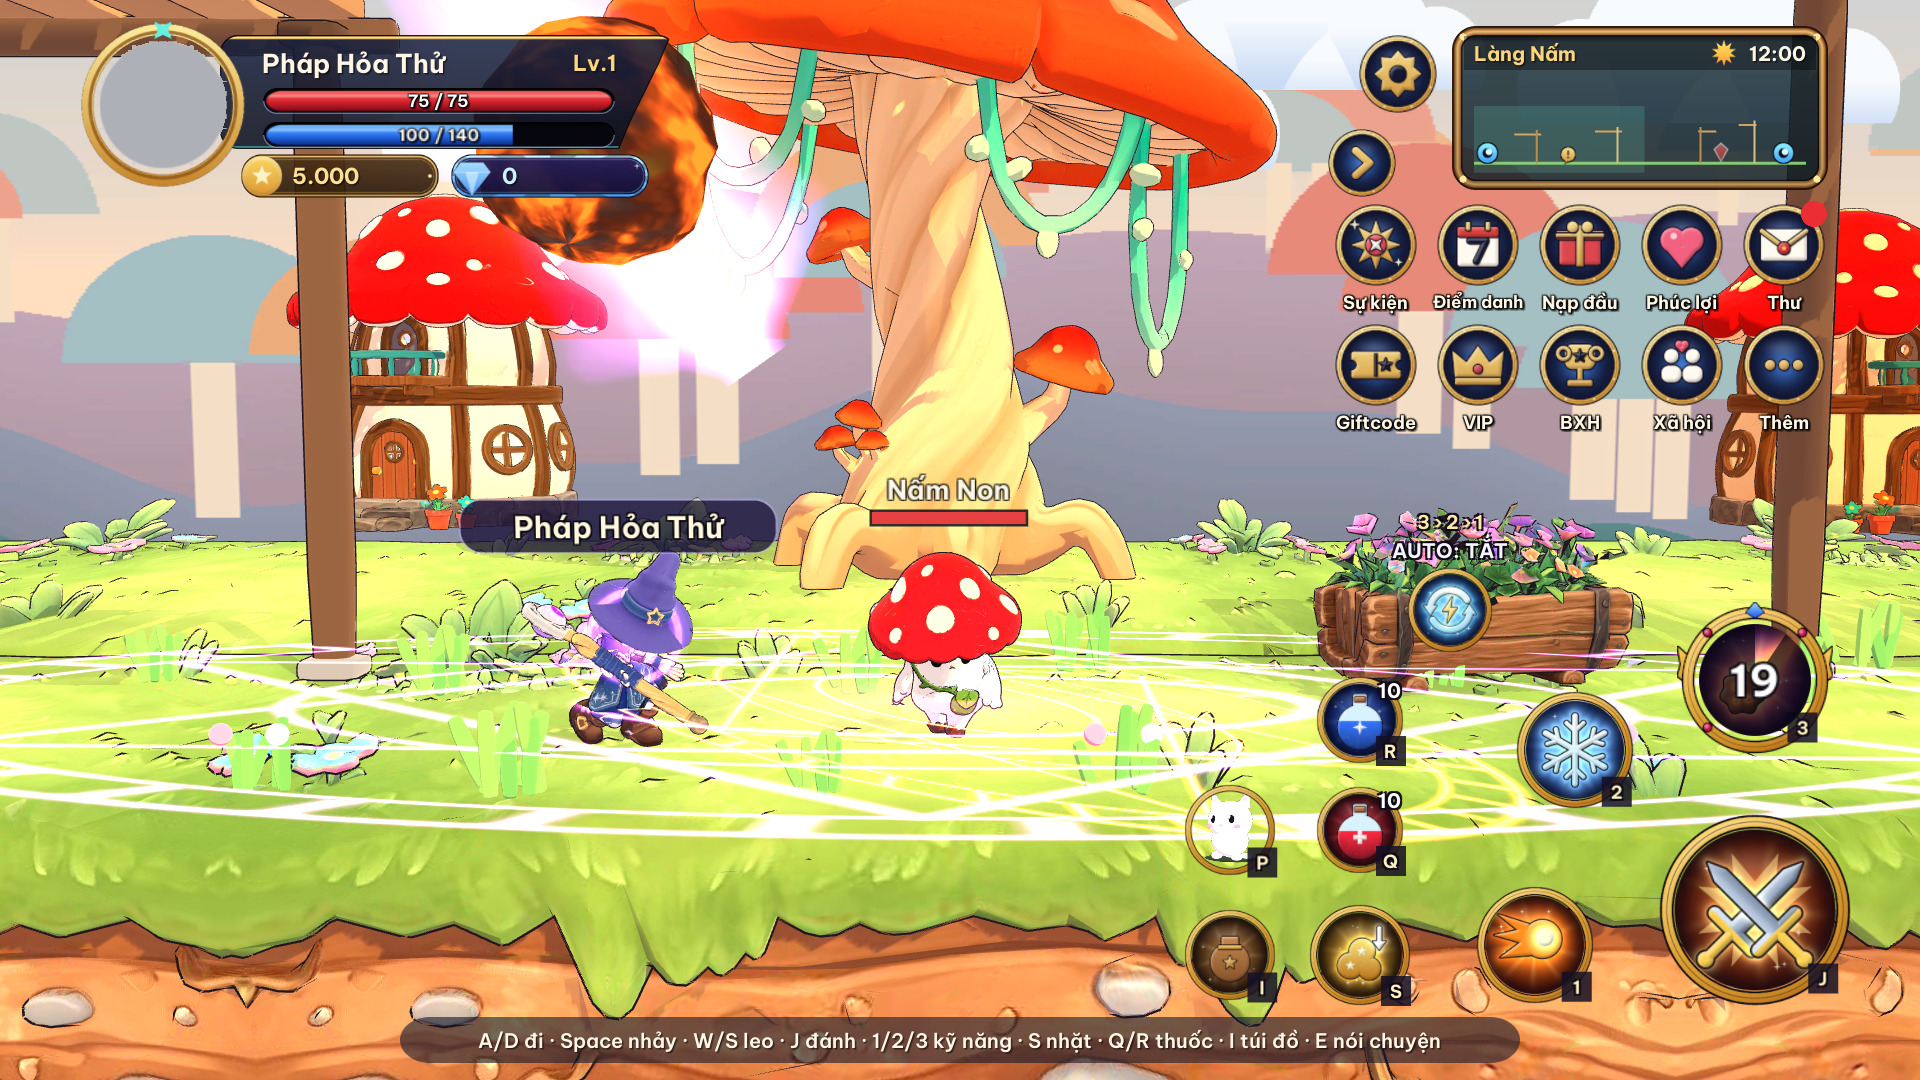 Pháp Hỏa Thử
Lv.1
75 / 75
100 / 140
5.000
0
Làng Nấm
12:00
7
Sự kiện
Điểm danh
Nạp đầu
Phúc lợi
Thư
Giftcode
VIP
BXH
Xã hội
Thêm
Nấm Non
Pháp Hỏa Thử
3>2>1
AUTO: TẮT
19
3
10
R
2
10
Q
P
I
S
1
J
A/D đi · Space nhảy · W/S leo · J đánh · 1/2/3 kỹ năng · S nhặt · Q/R thuốc · I túi đồ · E nói chuyện